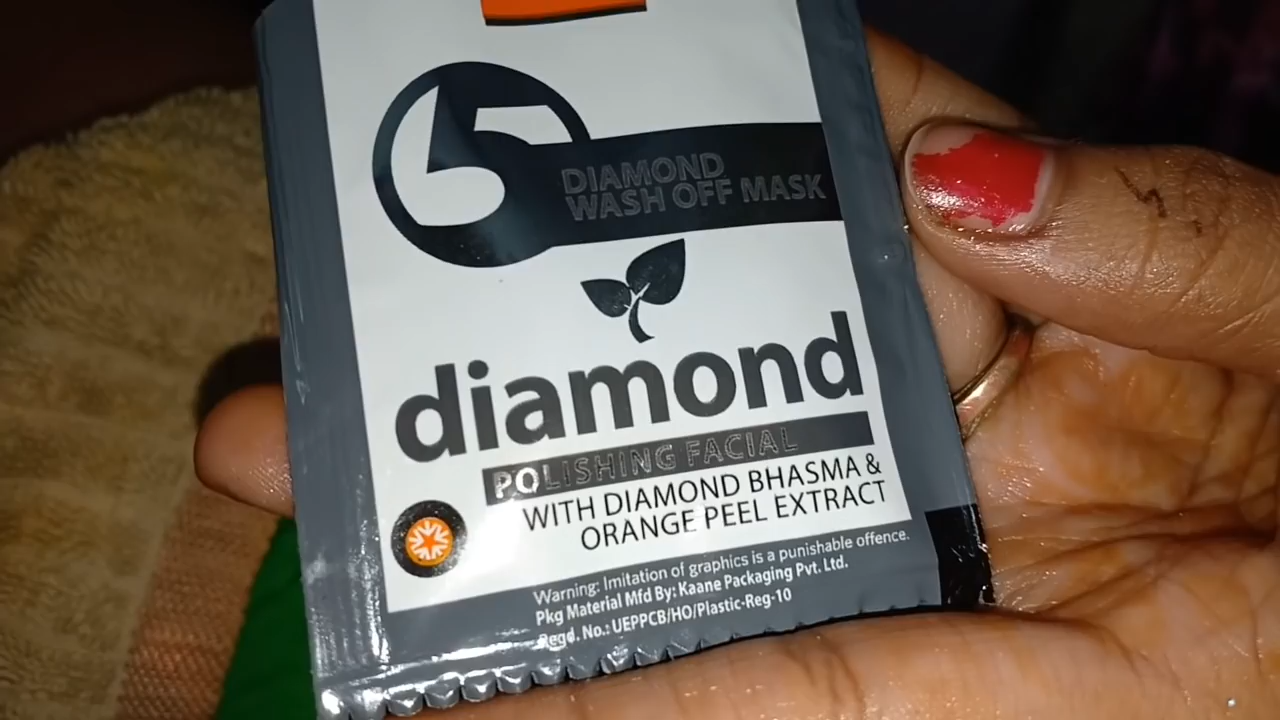 5
DIAMOND
WASH OFF MASK
diamond
POLISHING FACIAL
WITH DIAMOND BHASMA &
ORANGE PEEL EXTRACT
Warning: Imitation of graphics is a punishable offence.
Pkg Material Mfd By: Kaane Packaging Pvt. Ltd.
Regd. No.: UEPPCB/HO/Plastic-Reg-10